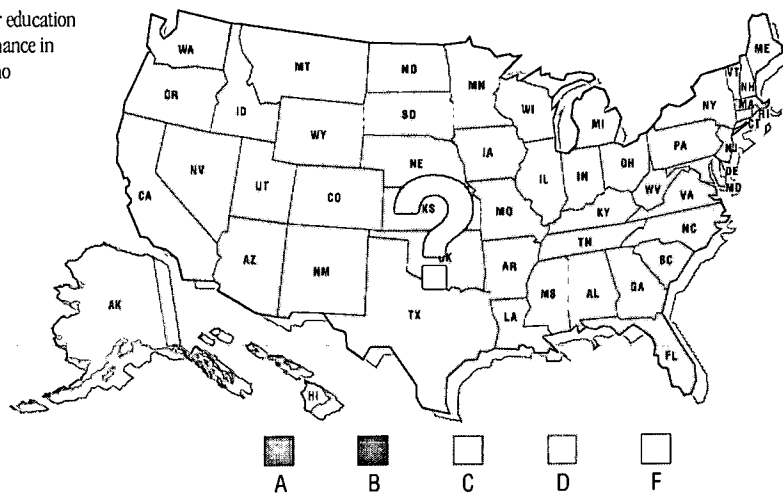 r education
nance in
no
WA
MT
ND
MN
ME
VT
NH
OR
ID
SD
WI
MI
NY
MA
RI
CT
WY
IA
PA
NJ
NE
OH
DE
MD
NV
UT
CO
IL
IN
WV
VA
CA
KS
MO
KY
NC
?
TN
AZ
NM
OK
AR
SC
MS
AL
GA
AK
TX
LA
FL
HI
A B C D F